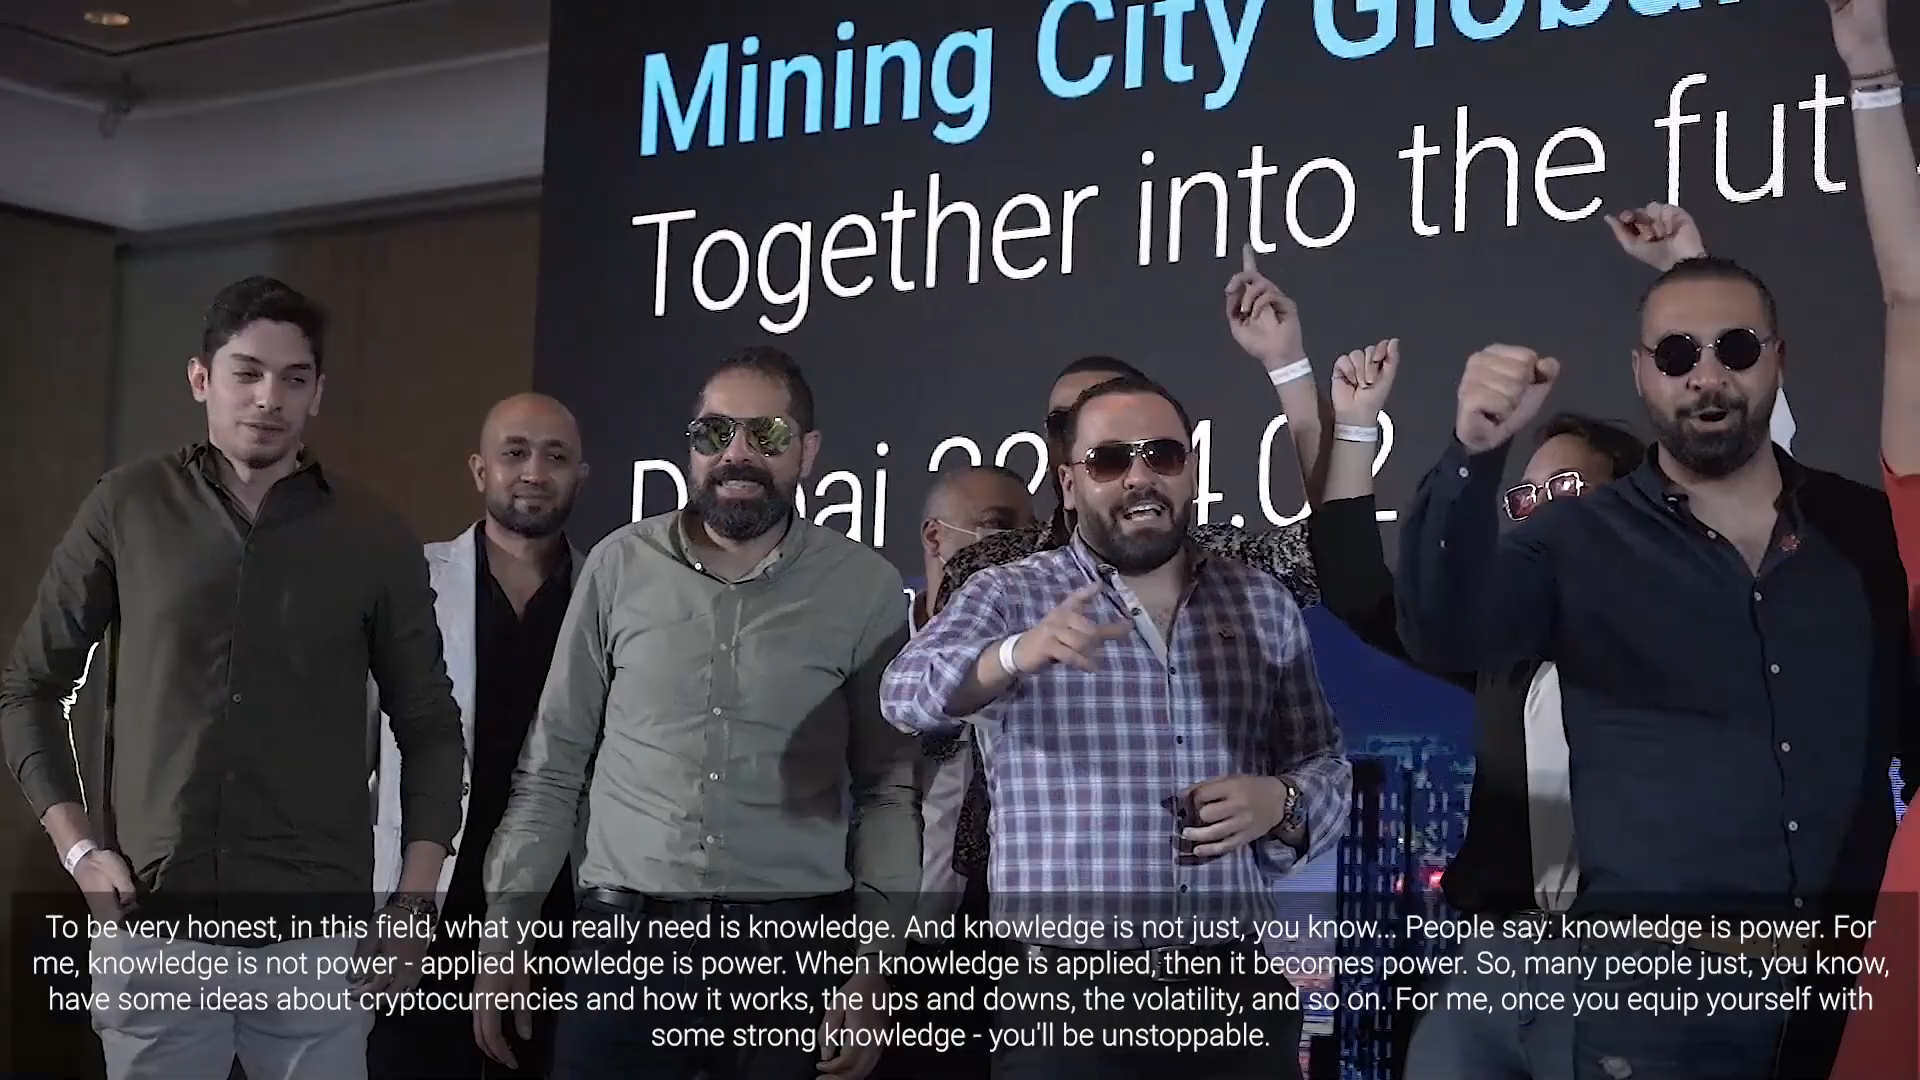 Mining City Global
Together into the fut
To be very honest, in this field, what you really need is knowledge. And knowledge is not just, you know... People say: knowledge is power. For
me, knowledge is not power - applied knowledge is power. When knowledge is applied, then it becomes power. So, many people just, you know,
have some ideas about cryptocurrencies and how it works, the ups and downs, the volatility, and so on. For me, once you equip yourself with
some strong knowledge - you'll be unstoppable.